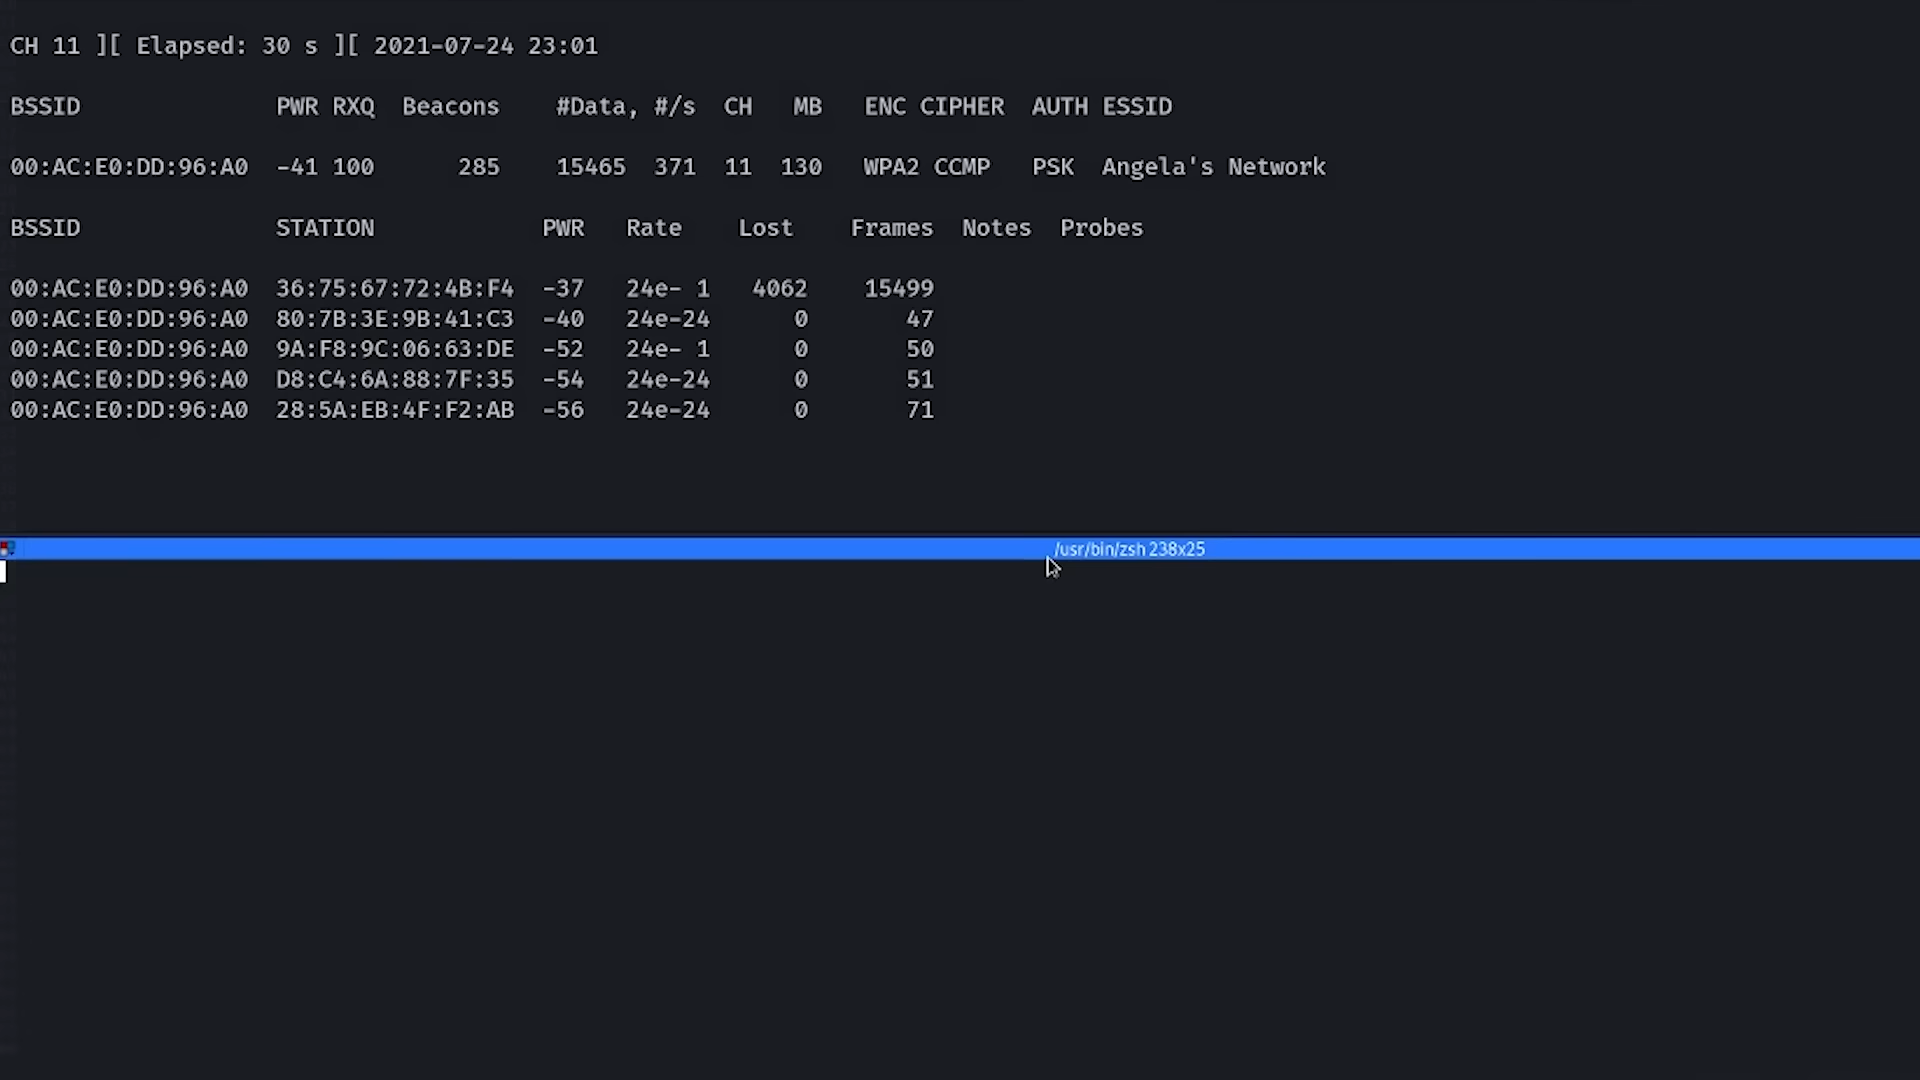 CH 11 ][ Elapsed: 30 s ][ 2021-07-24 23:01
BSSID PWR RXQ Beacons #Data, #/s CH MB ENC CIPHER AUTH ESSID
00:AC:E0:DD:96:A0 -41 100 285 15465 371 11 130 WPA2 CCMP PSK Angela's Network
BSSID STATION PWR Rate Lost Frames Notes Probes
00:AC:E0:DD:96:A0 36:75:67:72:4B:F4 -37 24e- 1 4062 15499
00:AC:E0:DD:96:A0 80:7B:3E:9B:41:C3 -40 24e-24 0 47
00:AC:E0:DD:96:A0 9A:F8:9C:06:63:DE -52 24e- 1 0 50
00:AC:E0:DD:96:A0 D8:C4:6A:88:7F:35 -54 24e-24 0 51
00:AC:E0:DD:96:A0 28:5A:EB:4F:F2:AB -56 24e-24 0 71
/usr/bin/zsh 238x25